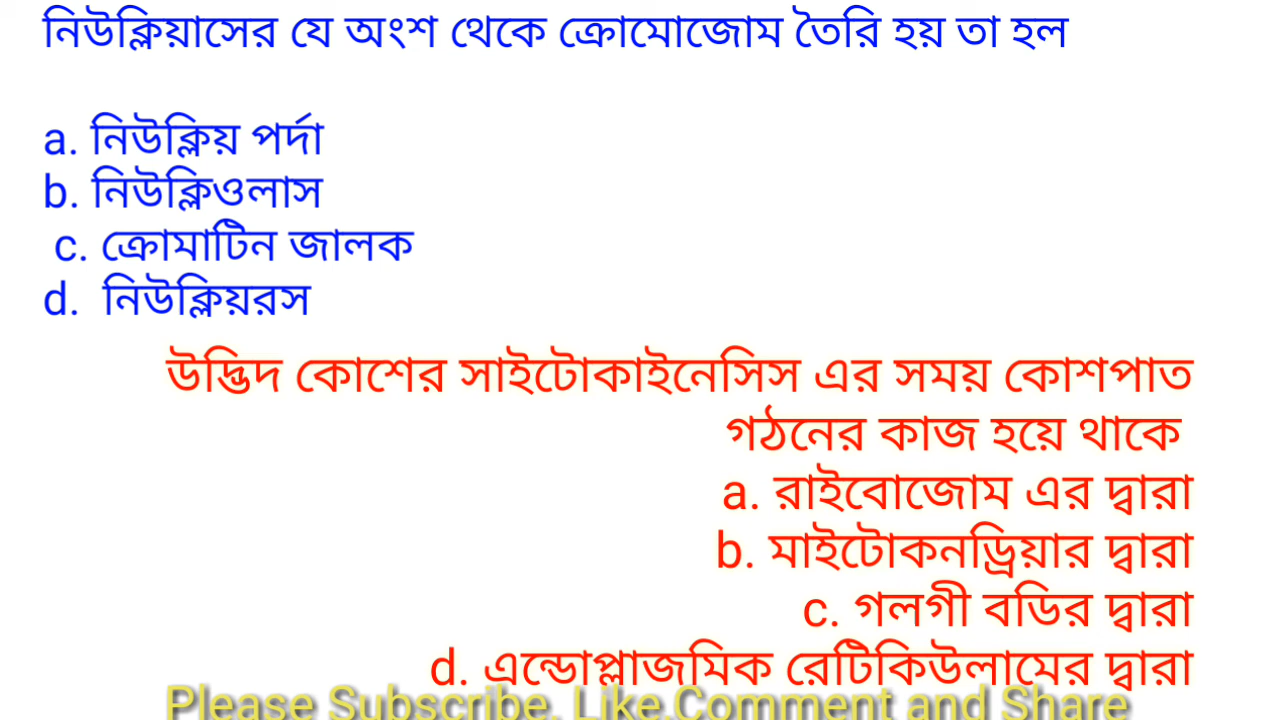 নিউক্লিয়াসের যে অংশ থেকে ক্রোমোজোম তৈরি হয় তা হল
a. নিউক্লিয় পর্দা
b. নিউক্লিওলাস
c. ক্রোমাটিন জালক
d. নিউক্লিয়রস
উদ্ভিদ কোশের সাইটোকাইনেসিস এর সময় কোশপাত
গঠনের কাজ হয়ে থাকে
a. রাইবোজোম এর দ্বারা
b. মাইটোকনড্রিয়ার দ্বারা
c. গলগী বডির দ্বারা
d. এন্ডোপ্লাজমিক রেটিকিউলামের দ্বারা
Please Subscribe, Like,Comment and Share